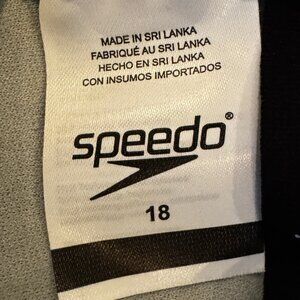 MADE IN SRI LANKA
FABRIQUÉ AU SRI LANKA
HECHO EN SRI LANKA
CON INSUMOS IMPORTADOS
speedo®
18